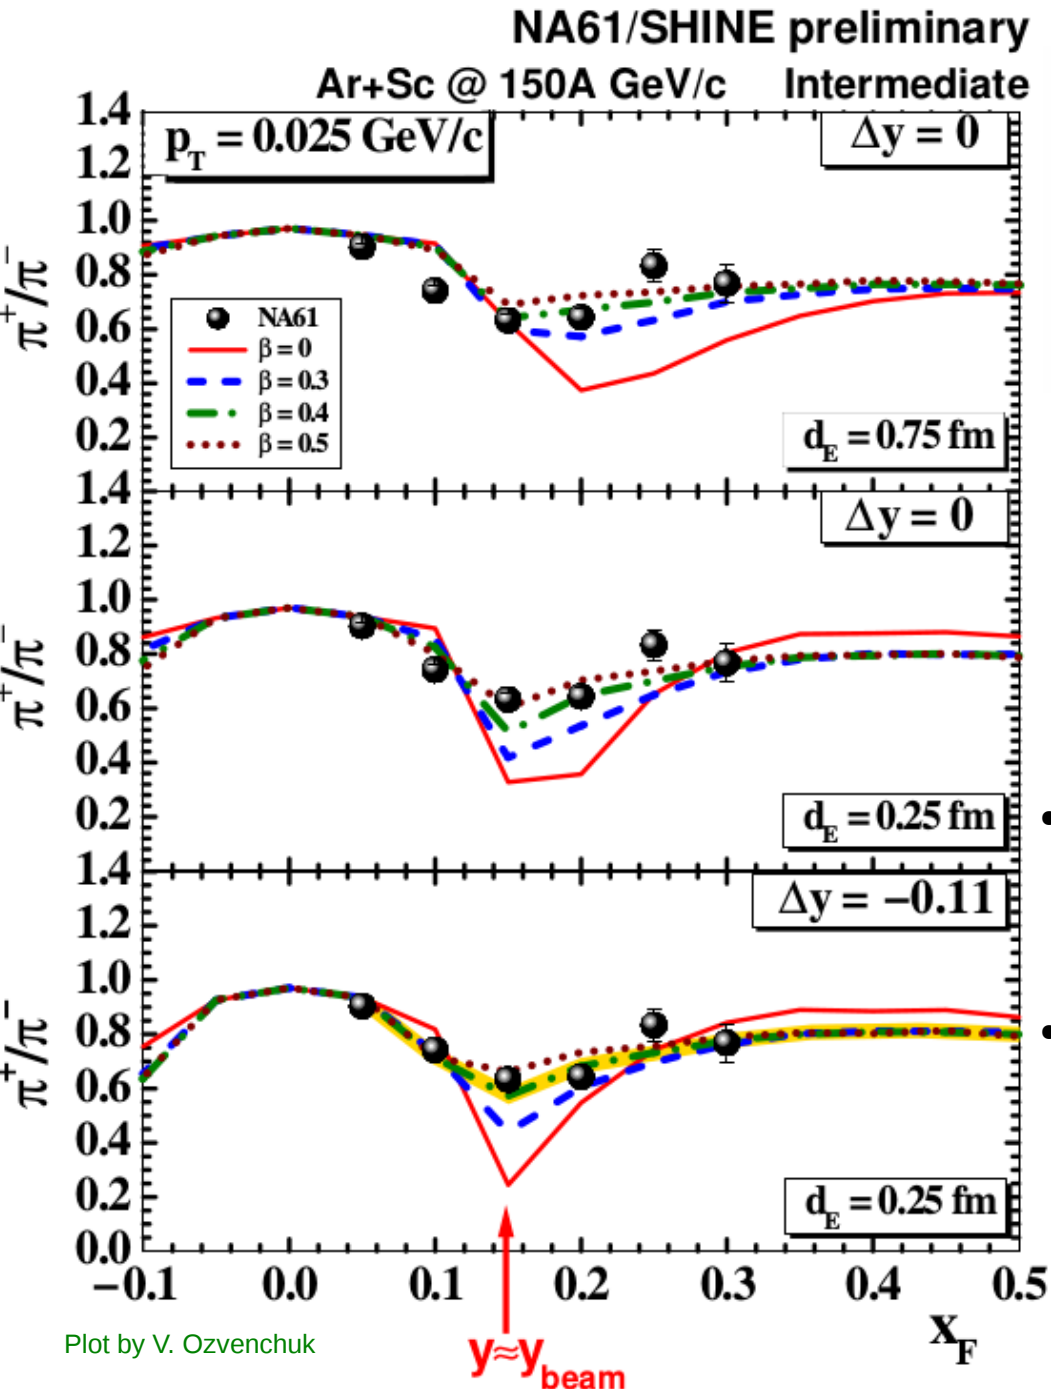 NA61/SHINE preliminary
Ar+Sc @ 150A GeV/c Intermediate
1.4
p_T = 0.025 GeV/c
Δy = 0
1.2
1.0
0.8
0.6
0.4
0.2
π⁺/π⁻
NA61
β = 0
β = 0.3
β = 0.4
β = 0.5
d_E = 0.75 fm
1.4
Δy = 0
1.2
1.0
0.8
0.6
0.4
0.2
π⁺/π⁻
d_E = 0.25 fm
1.4
Δy = −0.11
1.2
1.0
0.8
0.6
0.4
0.2
0.0
π⁺/π⁻
d_E = 0.25 fm
−0.1 0.0 0.1 0.2 0.3 0.4 0.5
x_F
Plot by V. Ozvenchuk
y≈y_beam